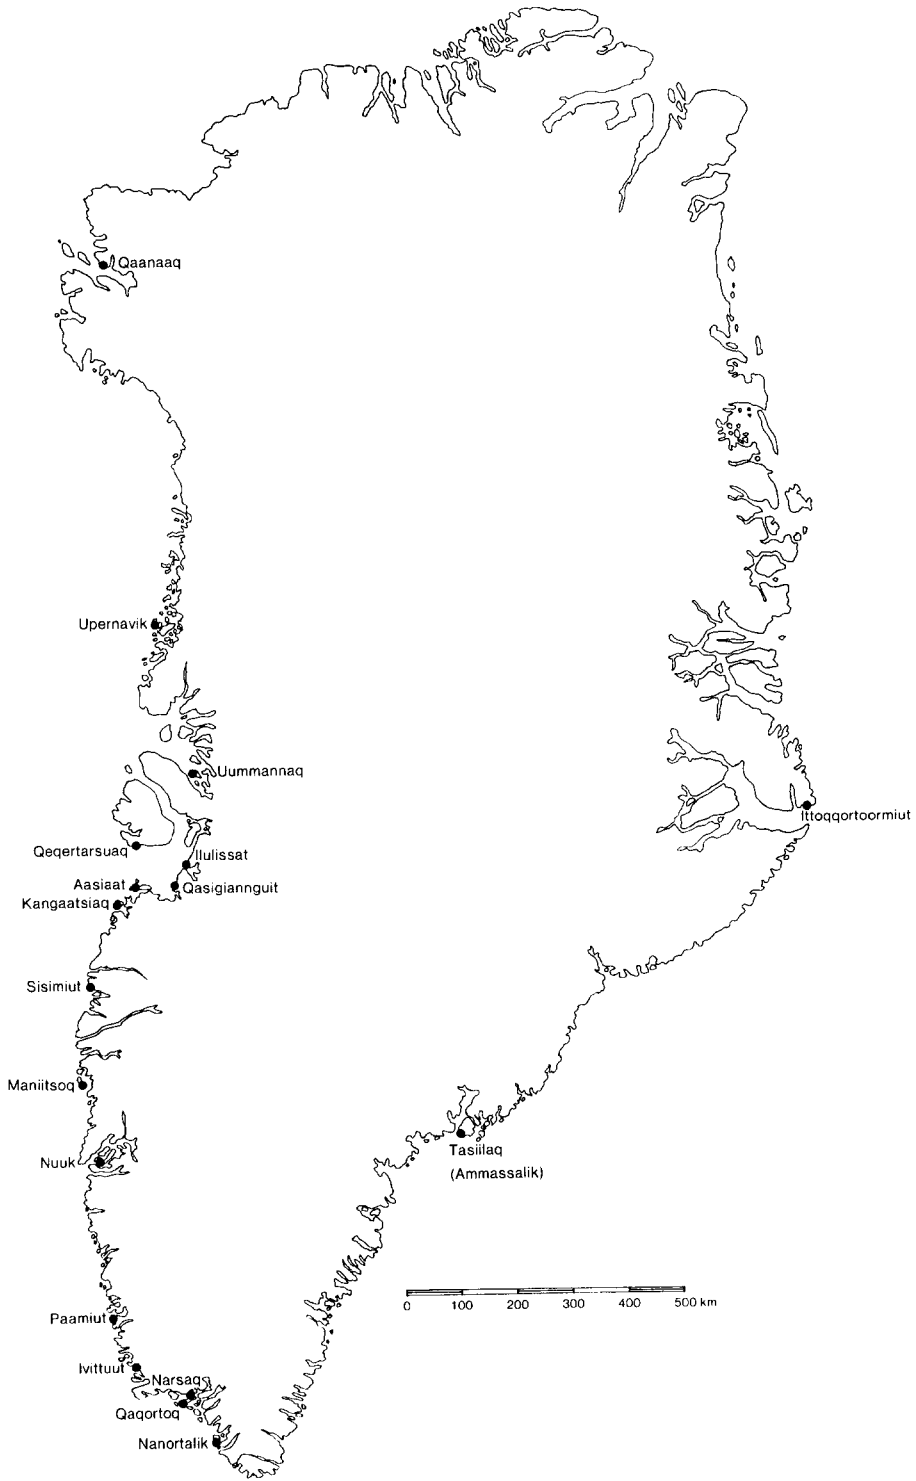 Qaanaaq
Upernavik
Uummannaq
Ittoqqortoormiut
Qeqertarsuaq
Ilulissat
Aasiaat
Qasigiannguit
Kangaatsiaq
Sisimiut
Maniitsoq
Nuuk
Tasiilaq
(Ammassalik)
0 100 200 300 400 500 km
Paamiut
Ivittuut
Narsaq
Qaqortoq
Nanortalik